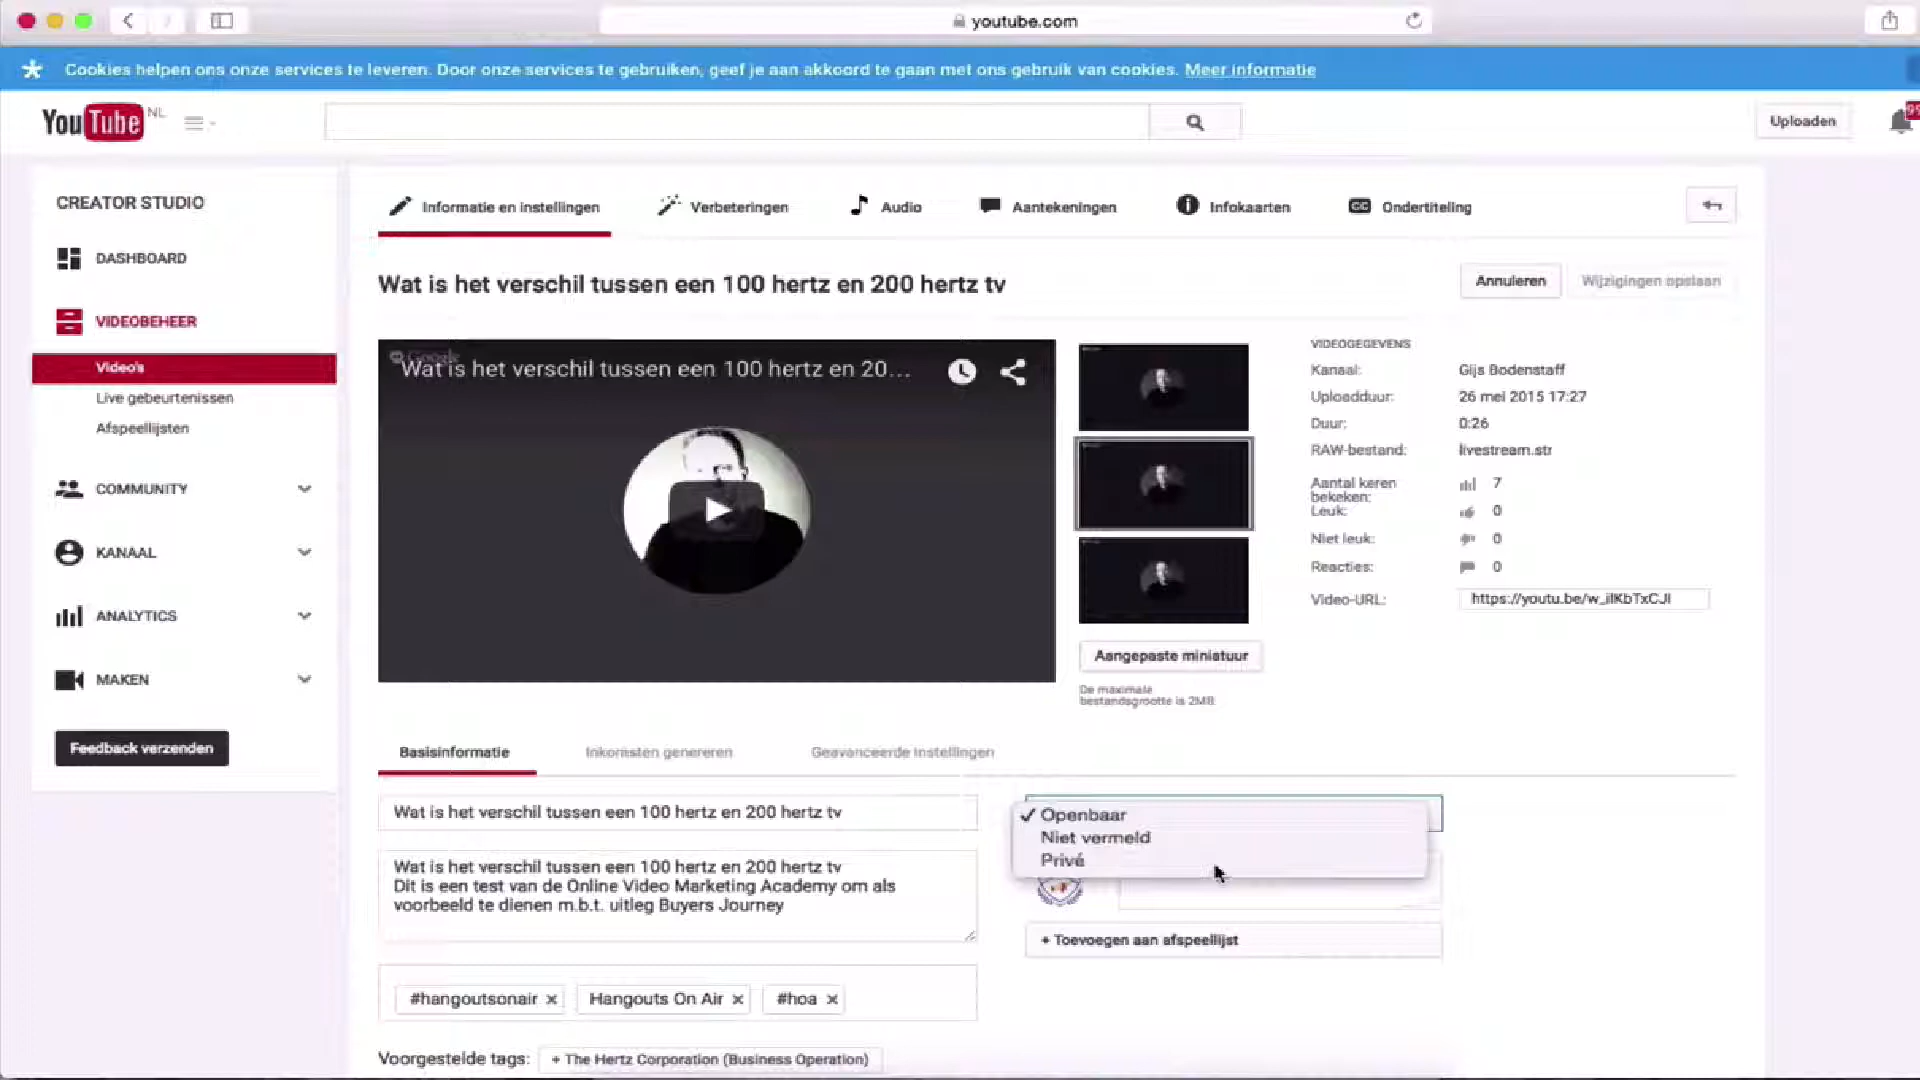 youtube.com
Cookies helpen ons onze services te leveren. Door onze services te gebruiken, geef je aan akkoord te gaan met ons gebruik van cookies. Meer informatie
YouTube NL
Uploaden
CREATOR STUDIO
DASHBOARD
VIDEOBEHEER
Video's
Live gebeurtenissen
Afspeellijsten
COMMUNITY
KANAAL
ANALYTICS
MAKEN
Feedback verzenden
Informatie en instellingen
Verbeteringen
Audio
Aantekeningen
Infokaarten
CC Ondertiteling
Wat is het verschil tussen een 100 hertz en 200 hertz tv
Annuleren
Wijzigingen opslaan
Google
Wat is het verschil tussen een 100 hertz en 20...
Aangepaste miniatuur
De maximale
bestandsgrootte is 2MB
VIDEOGEGEVENS
Kanaal: Gijs Bodenstaff
Uploadduur: 26 mei 2015 17:27
Duur: 0:26
RAW-bestand: livestream.str
Aantal keren
bekeken: 7
Leuk: 0
Niet leuk: 0
Reacties: 0
Video-URL:
Basisinformatie
Inkomsten genereren
Geavanceerde instellingen
Wat is het verschil tussen een 100 hertz en 200 hertz tv
Wat is het verschil tussen een 100 hertz en 200 hertz tv
Dit is een test van de Online Video Marketing Academy om als
voorbeeld te dienen m.b.t. uitleg Buyers Journey
#hangoutsonair
Hangouts On Air
#hoa
Voorgestelde tags: + The Hertz Corporation (Business Operation)
✓ Openbaar
Niet vermeld
Privé
+ Toevoegen aan afspeellijst